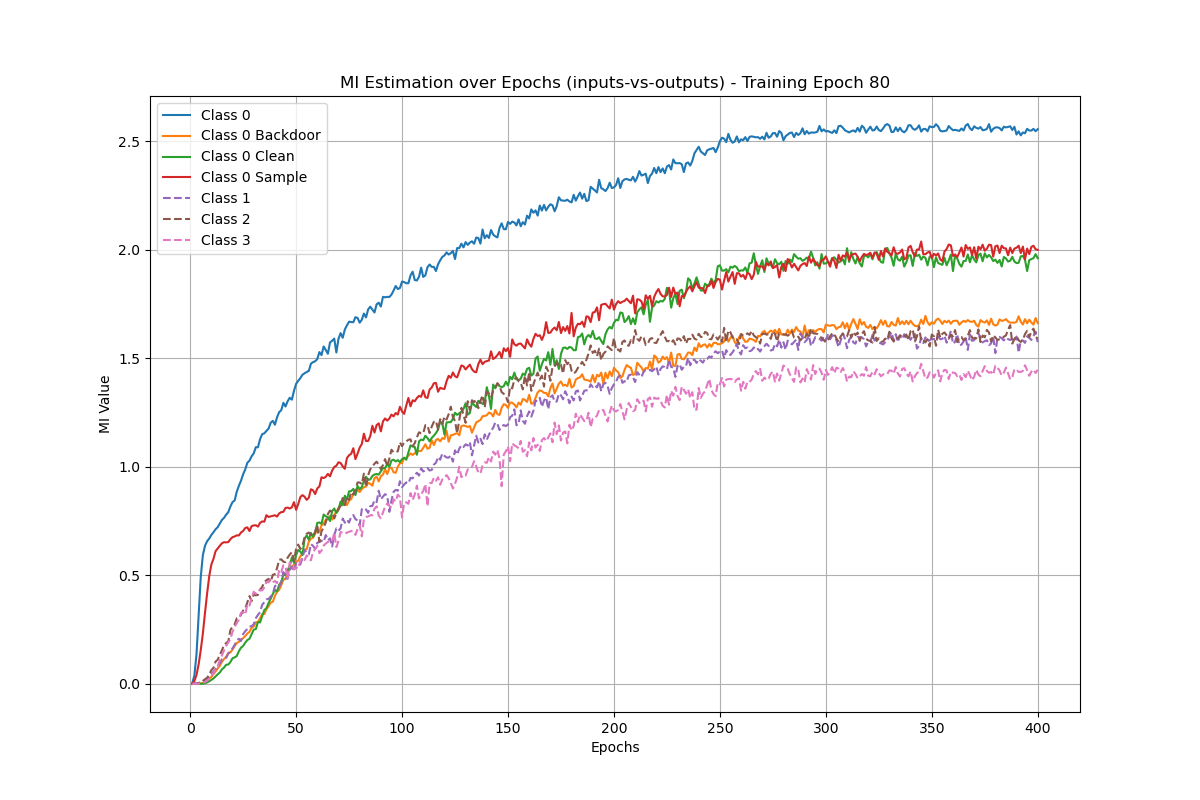 MI Estimation over Epochs (inputs-vs-outputs) - Training Epoch 80
Class 0
Class 0 Backdoor
Class 0 Clean
Class 0 Sample
Class 1
Class 2
Class 3
2.5
2.0
1.5
1.0
0.5
0.0
MI Value
0 50 100 150 200 250 300 350 400
Epochs